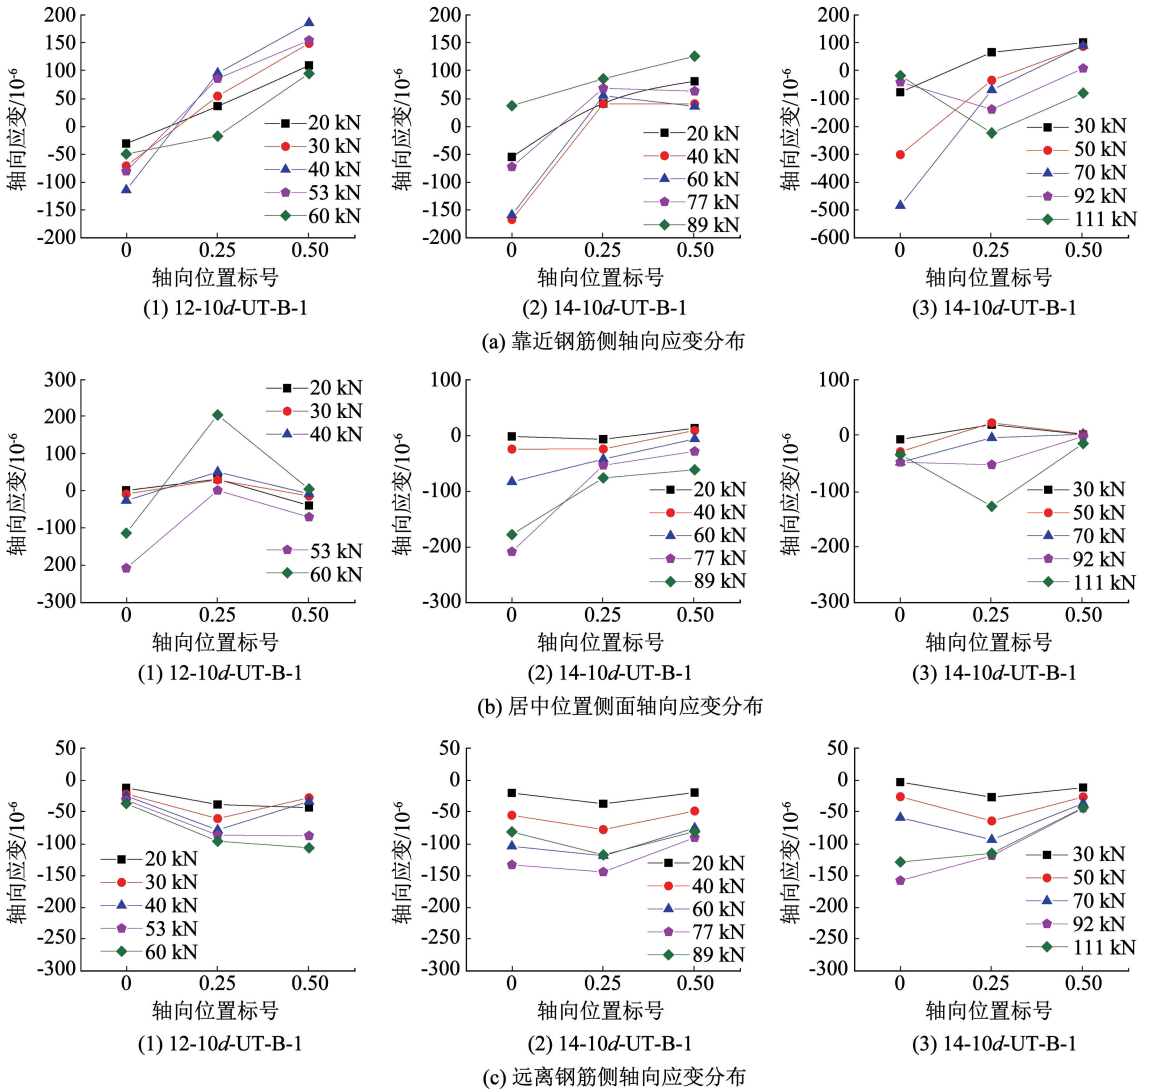 200
150
100
50
0
-50
-100
-150
-200
轴向应变/10⁻⁶
20 kN
30 kN
40 kN
53 kN
60 kN
0 0.25 0.50
轴向位置标号
(1) 12-10d-UT-B-1
200
150
100
50
0
-50
-100
-150
-200
轴向应变/10⁻⁶
20 kN
40 kN
60 kN
77 kN
89 kN
0 0.25 0.50
轴向位置标号
(2) 14-10d-UT-B-1
200
100
0
-100
-200
-300
-400
-500
-600
轴向应变/10⁻⁶
30 kN
50 kN
70 kN
92 kN
111 kN
0 0.25 0.50
轴向位置标号
(3) 14-10d-UT-B-1
(a) 靠近钢筋侧轴向应变分布
300
200
100
0
-100
200
-300
轴向应变/10⁻⁶
20 kN
30 kN
40 kN
53 kN
60 kN
0 0.25 0.50
轴向位置标号
(1) 12-10d-UT-B-1
100
0
-100
-200
-300
轴向应变/10⁻⁶
20 kN
40 kN
60 kN
77 kN
89 kN
0 0.25 0.50
轴向位置标号
(2) 14-10d-UT-B-1
100
0
-100
-200
-300
轴向应变/10⁻⁶
30 kN
50 kN
70 kN
92 kN
111 kN
0 0.25 0.50
轴向位置标号
(3) 14-10d-UT-B-1
(b) 居中位置侧面轴向应变分布
50
0
-50
-100
-150
-200
-250
-300
轴向应变/10⁻⁶
20 kN
30 kN
40 kN
53 kN
60 kN
0 0.25 0.50
轴向位置标号
(1) 12-10d-UT-B-1
50
0
-50
-100
-150
-200
-250
-300
轴向应变/10⁻⁶
20 kN
40 kN
60 kN
77 kN
89 kN
0 0.25 0.50
轴向位置标号
(2) 14-10d-UT-B-1
50
0
-50
-100
-150
-200
-250
-300
轴向应变/10⁻⁶
30 kN
50 kN
70 kN
92 kN
111 kN
0 0.25 0.50
轴向位置标号
(3) 14-10d-UT-B-1
(c) 远离钢筋侧轴向应变分布